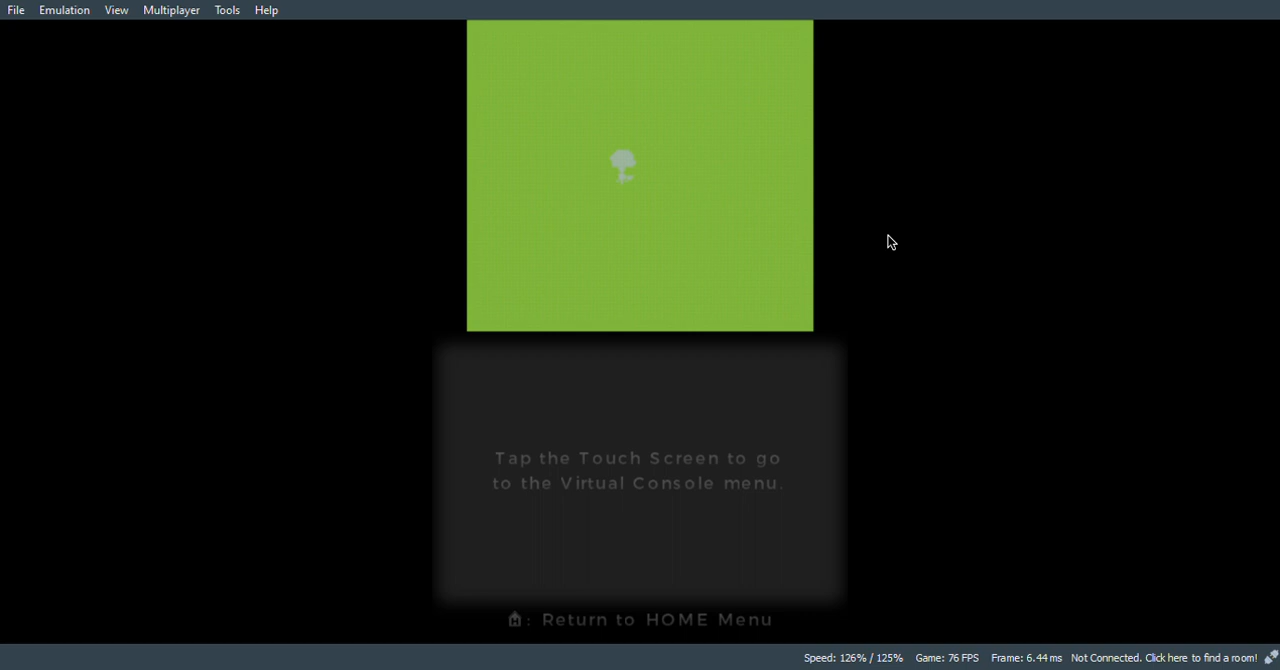 File Emulation View Multiplayer Tools Help
Tap the Touch Screen to go
to the Virtual Console menu.
: Return to HOME Menu
Speed: 126% / 125% Game: 76 FPS Frame: 6.44 ms Not Connected. Click here to find a room!